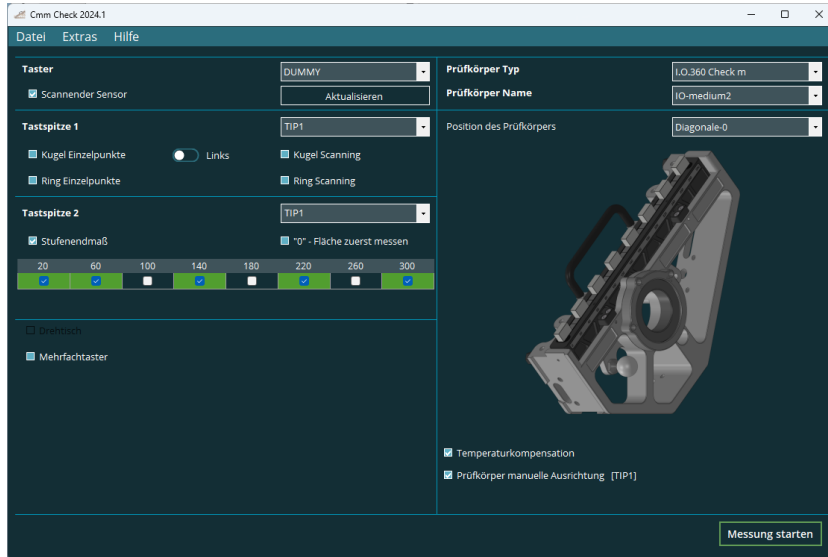 Cmm Check 2024.1
Datei Extras Hilfe
Taster DUMMY
Scannender Sensor Aktualisieren
Tastspitze 1 TIP1
Kugel Einzelpunkte Links Kugel Scanning
Ring Einzelpunkte Ring Scanning
Tastspitze 2 TIP1
Stufenendmaß "0" - Fläche zuerst messen
20 60 100 140 180 220 260 300
Drehtisch
Mehrfachtaster
Prüfkörper Typ I.O.360 Check m
Prüfkörper Name IO-medium2
Position des Prüfkörpers Diagonale-0
Temperaturkompensation
Prüfkörper manuelle Ausrichtung [TIP1]
Messung starten